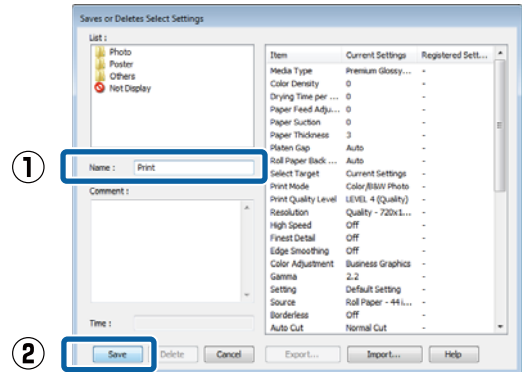 Saves or Deletes Select Settings
List :
Photo
Poster
Others
Not Display
① Name : Print
Comment :
Time :
② Save Delete Cancel Export... Import... Help
Item Current Settings Registered Sett...
Media Type Premium Glossy... -
Color Density 0 -
Drying Time per ... 0 -
Paper Feed Adju... 0 -
Paper Suction 0 -
Paper Thickness 3 -
Platen Gap Auto -
Roll Paper Back ... Auto -
Select Target Current Settings -
Print Mode Color/B&W Photo -
Print Quality Level LEVEL 4 (Quality) -
Resolution Quality - 720x1... -
High Speed Off -
Finest Detail Off -
Edge Smoothing Off -
Color Adjustment Business Graphics -
Gamma 2.2 -
Setting Default Setting -
Source Roll Paper - 44 i... -
Borderless Off -
Auto Cut Normal Cut -